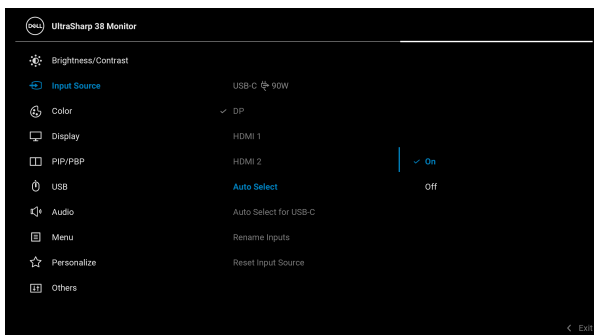 DELL
UltraSharp 38 Monitor
Brightness/Contrast
Input Source
USB-C 90W
Color
DP
Display
HDMI 1
PIP/PBP
HDMI 2
On
USB
Auto Select
Off
Audio
Auto Select for USB-C
Menu
Rename Inputs
Personalize
Reset Input Source
Others
Exit